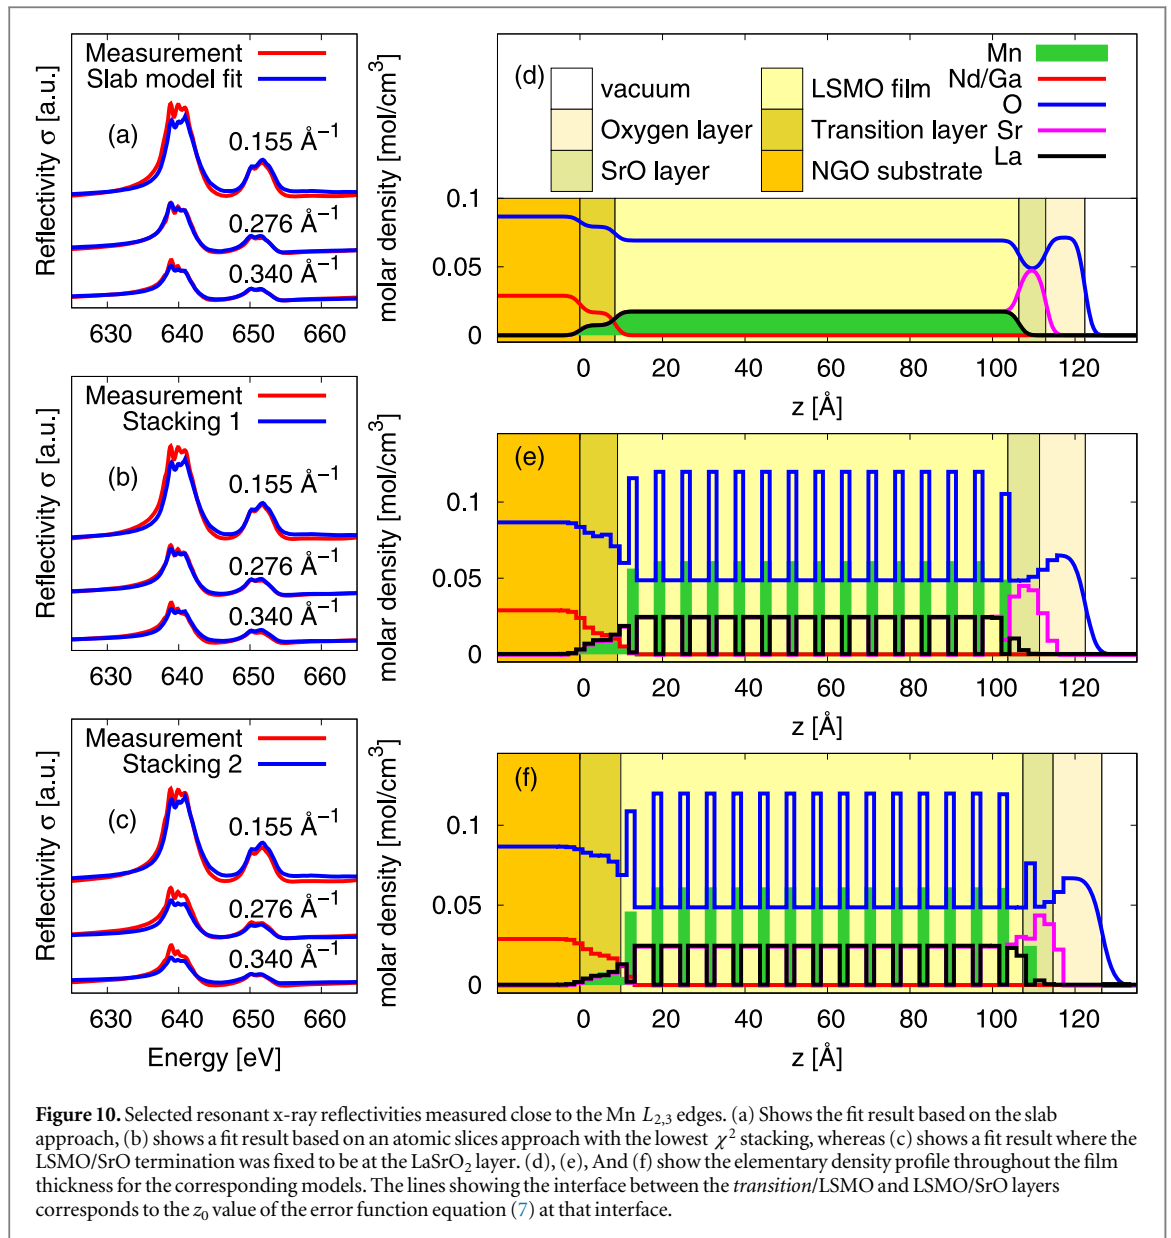 Measurement
Slab model fit
(a)
0.155 Å⁻¹
0.276 Å⁻¹
0.340 Å⁻¹
Reflectivity σ [a.u.]
630 640 650 660
Measurement
Stacking 1
(b)
0.155 Å⁻¹
0.276 Å⁻¹
0.340 Å⁻¹
Reflectivity σ [a.u.]
630 640 650 660
Measurement
Stacking 2
(c)
0.155 Å⁻¹
0.276 Å⁻¹
0.340 Å⁻¹
Reflectivity σ [a.u.]
630 640 650 660
Energy [eV]
(d)
vacuum
Oxygen layer
SrO layer
LSMO film
Transition layer
NGO substrate
Mn
Nd/Ga
O
Sr
La
molar density [mol/cm³]
0.1
0.05
0
0 20 40 60 80 100 120
z [Å]
(e)
molar density [mol/cm³]
0.1
0.05
0
0 20 40 60 80 100 120
z [Å]
(f)
molar density [mol/cm³]
0.1
0.05
0
0 20 40 60 80 100 120
z [Å]
Figure 10. Selected resonant x-ray reflectivities measured close to the Mn L₂,₃ edges. (a) Shows the fit result based on the slab
approach, (b) shows a fit result based on an atomic slices approach with the lowest χ² stacking, whereas (c) shows a fit result where the
LSMO/SrO termination was fixed to be at the LaSrO₂ layer. (d), (e), And (f) show the elementary density profile throughout the film
thickness for the corresponding models. The lines showing the interface between the transition/LSMO and LSMO/SrO layers
corresponds to the z₀ value of the error function equation (7) at that interface.